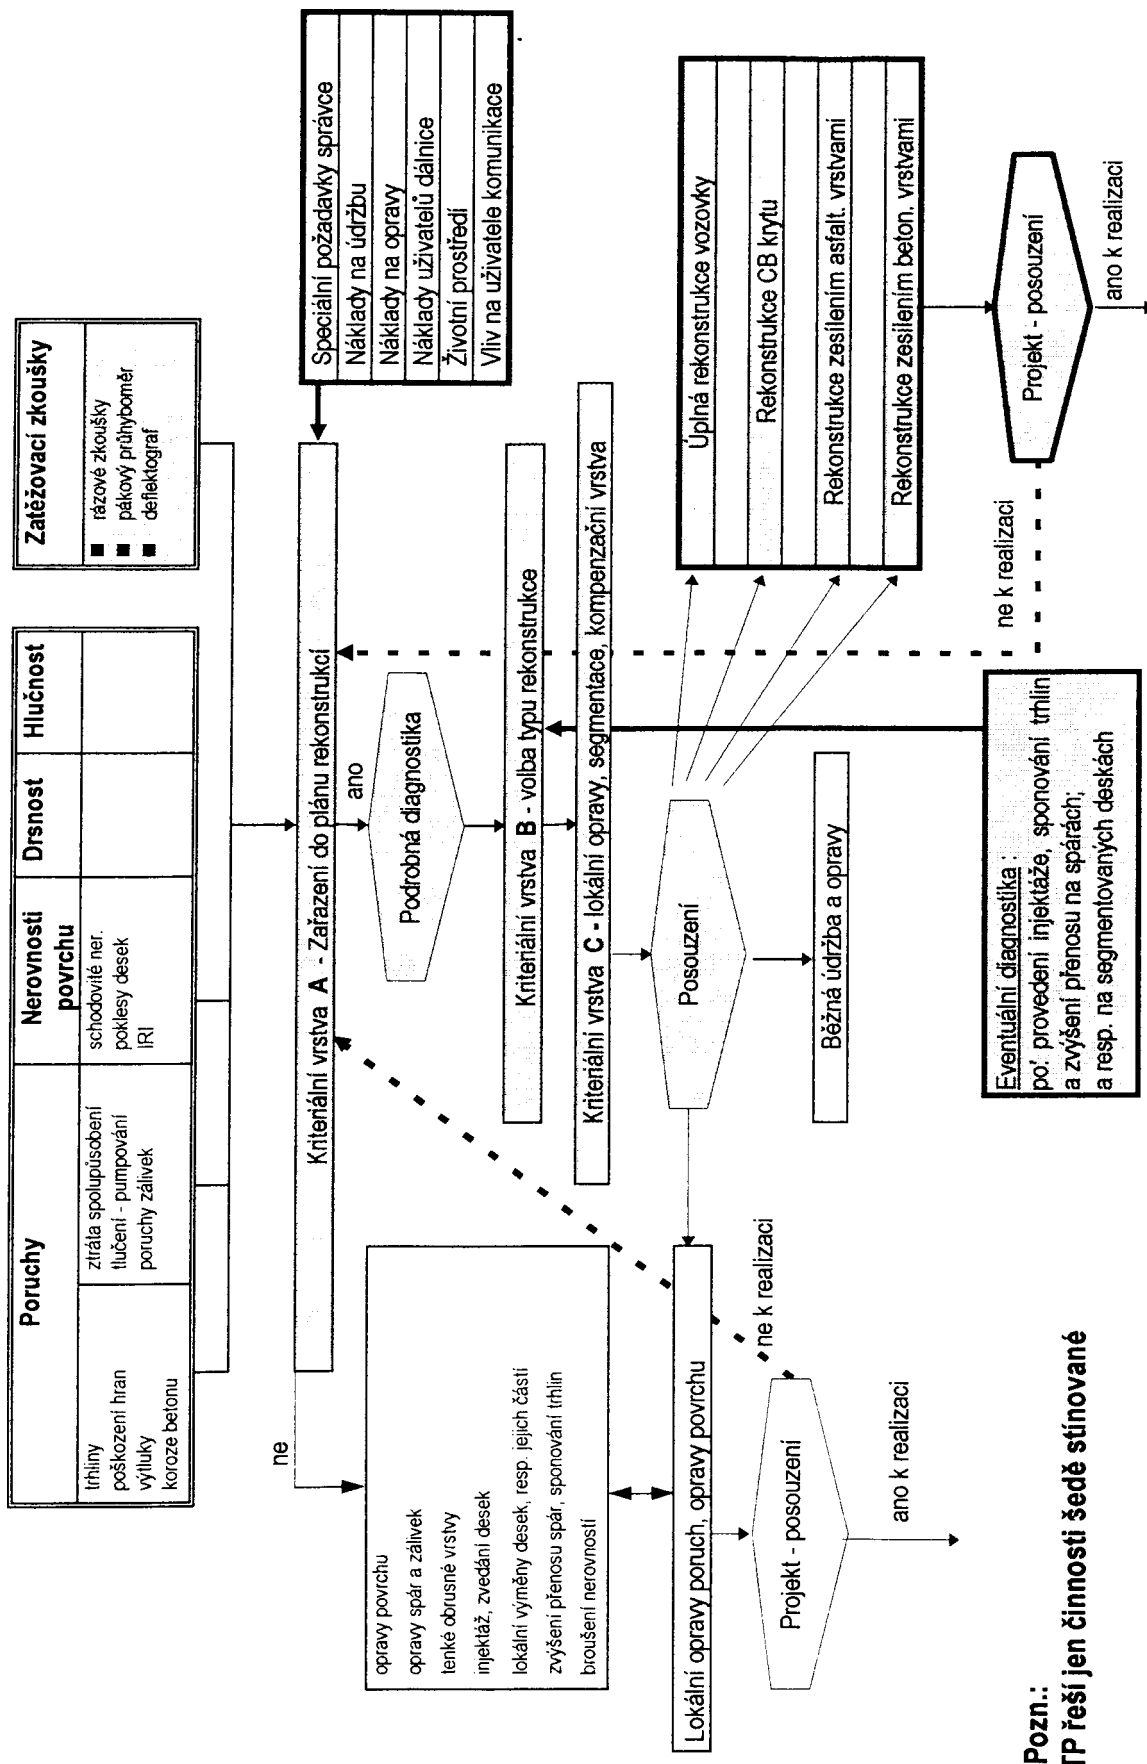 Poruchy
Nerovnosti
povrchu
Drsnost
Hlučnost
trhliny
poškození hran
výtluky
koroze betonu
ztráta spolupůsobení
tlučení - pumpování
poruchy zálivek
schodovité ner.
poklesy desek
IRI
Zatěžovací zkoušky
rázové zkoušky
pákový průhyboměr
deflektograf
Kriteriální vrstva A - Zařazení do plánu rekonstrukcí
Speciální požadavky správce
Náklady na údržbu
Náklady na opravy
Náklady uživatelů dálnice
Životní prostředí
Vliv na uživatele komunikace
ne
ano
Podrobná diagnostika
opravy povrchu
opravy spár a zálivek
tenké obrusné vrstvy
injektáž, zvedání desek
lokální výměny desek, resp. jejich částí
zvýšení přenosu spár, sponování trhlin
broušení nerovností
Kriteriální vrstva B - volba typu rekonstrukce
Kriteriální vrstva C - lokální opravy, segmentace, kompenzační vrstva
Posouzení
Lokální opravy poruch, opravy povrchu
Běžná údržba a opravy
Úplná rekonstrukce vozovky
Rekonstrukce CB krytu
Rekonstrukce zesílením asfalt. vrstvami
Rekonstrukce zesílením beton. vrstvami
Projekt - posouzení
ne k realizaci
ano k realizaci
Eventuální diagnostika :
po provedení injektáže, sponování trhlin
a zvýšení přenosu na spárách;
a resp. na segmentovaných deskách
ne k realizaci
Projekt - posouzení
ano k realizaci
Pozn.:
TP řeší jen činnosti šedě stínované